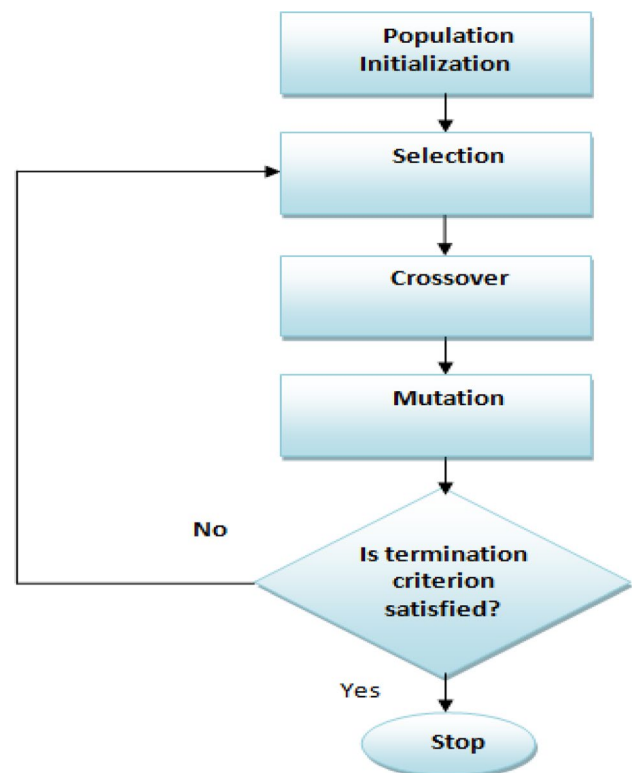 Population
Initialization
Selection
Crossover
Mutation
No
Is termination
criterion
satisfied?
Yes
Stop